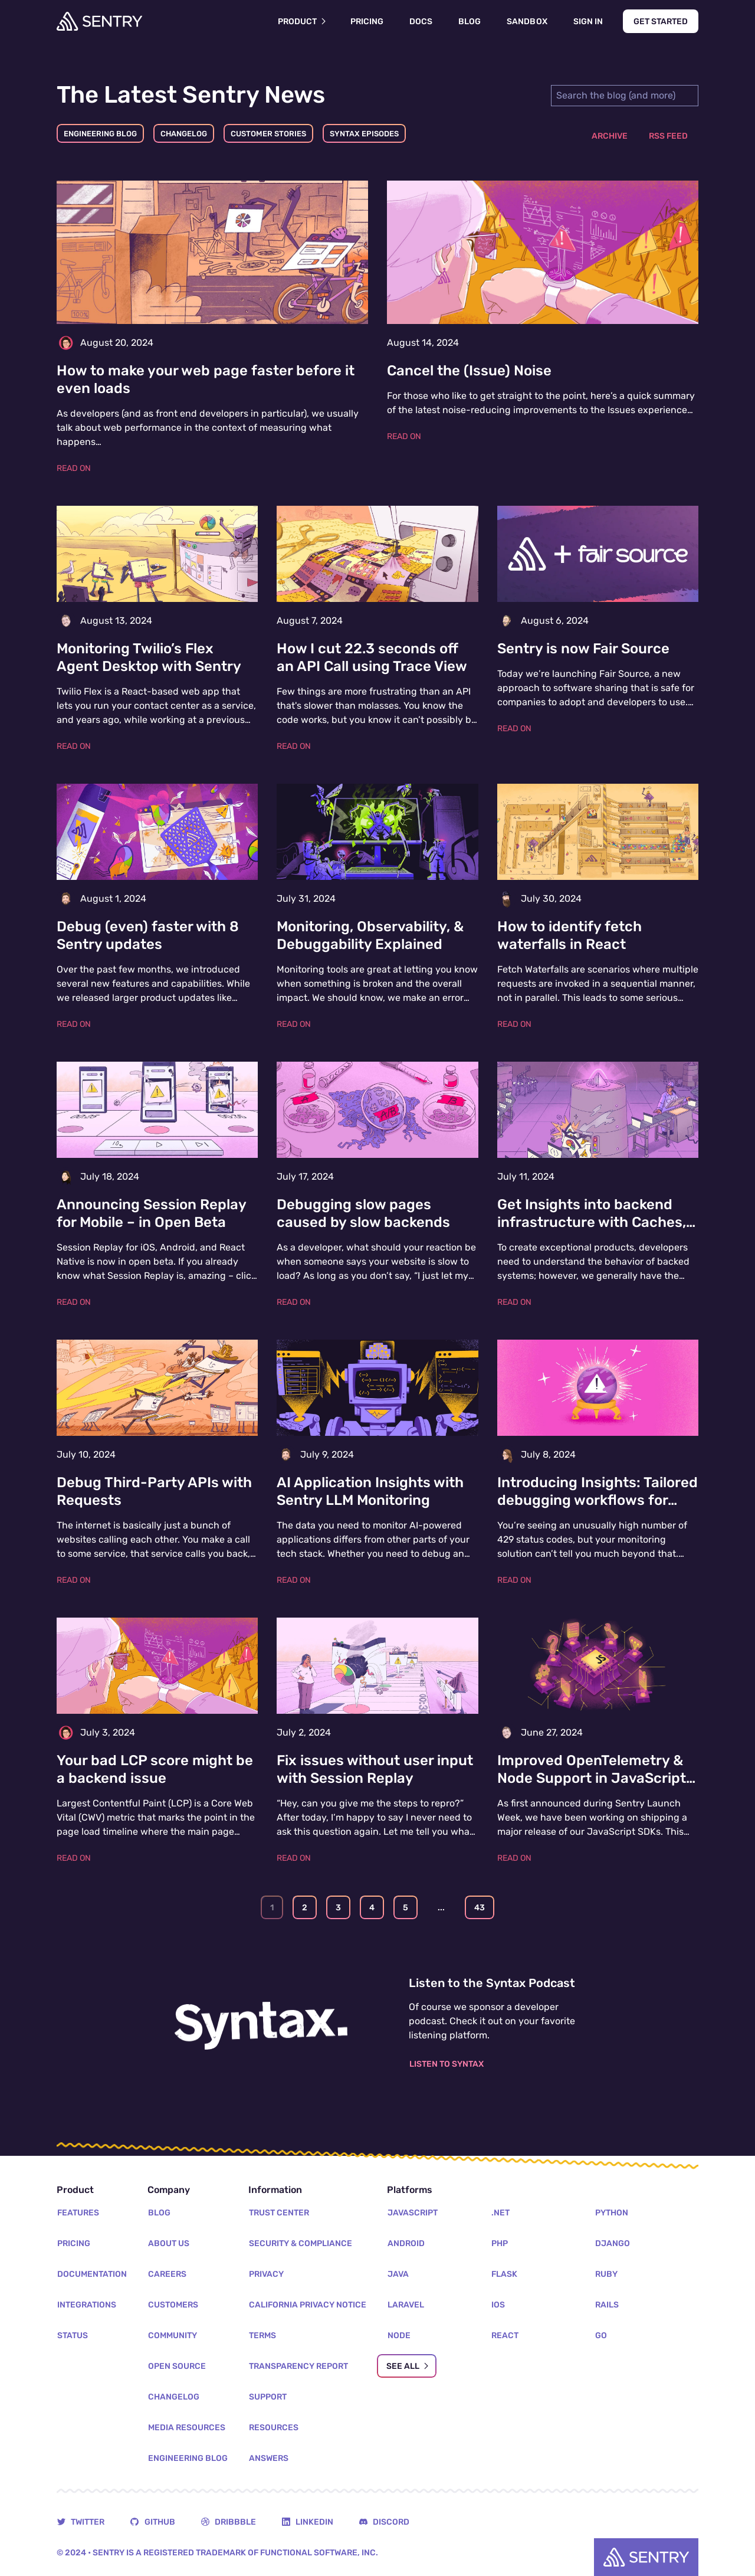 SENTRY
PRODUCT
PRICING
DOCS
BLOG
SANDBOX
SIGN IN
GET STARTED
The Latest Sentry News
Search the blog (and more)
ENGINEERING BLOG
CHANGELOG
CUSTOMER STORIES
SYNTAX EPISODES
ARCHIVE
RSS FEED
August 20, 2024
How to make your web page faster before it
even loads
As developers (and as front end developers in particular), we usually
talk about web performance in the context of measuring what
happens…
READ ON
August 14, 2024
Cancel the (Issue) Noise
For those who like to get straight to the point, here's a quick summary
of the latest noise-reducing improvements to the Issues experience…
READ ON
August 13, 2024
Monitoring Twilio's Flex
Agent Desktop with Sentry
Twilio Flex is a React-based web app that
lets you run your contact center as a service,
and years ago, while working at a previous…
READ ON
August 7, 2024
How I cut 22.3 seconds off
an API Call using Trace View
Few things are more frustrating than an API
that's slower than molasses. You know the
code works, but you know it can't possibly b…
READ ON
+ fair source
August 6, 2024
Sentry is now Fair Source
Today we're launching Fair Source, a new
approach to software sharing that is safe for
companies to adopt and developers to use.…
READ ON
August 1, 2024
Debug (even) faster with 8
Sentry updates
Over the past few months, we introduced
several new features and capabilities. While
we released larger product updates like…
READ ON
July 31, 2024
Monitoring, Observability, &
Debuggability Explained
Monitoring tools are great at letting you know
when something is broken and the overall
impact. We should know, we make an error…
READ ON
July 30, 2024
How to identify fetch
waterfalls in React
Fetch Waterfalls are scenarios where multiple
requests are invoked in a sequential manner,
not in parallel. This leads to some serious…
READ ON
July 18, 2024
Announcing Session Replay
for Mobile – in Open Beta
Session Replay for iOS, Android, and React
Native is now in open beta. If you already
know what Session Replay is, amazing – clic…
READ ON
July 17, 2024
Debugging slow pages
caused by slow backends
As a developer, what should your reaction be
when someone says your website is slow to
load? As long as you don't say, "I just let my…
READ ON
July 11, 2024
Get Insights into backend
infrastructure with Caches,…
To create exceptional products, developers
need to understand the behavior of backed
systems; however, we generally have the…
READ ON
July 10, 2024
Debug Third-Party APIs with
Requests
The internet is basically just a bunch of
websites calling each other. You make a call
to some service, that service calls you back,…
READ ON
July 9, 2024
AI Application Insights with
Sentry LLM Monitoring
The data you need to monitor AI-powered
applications differs from other parts of your
tech stack. Whether you need to debug an…
READ ON
July 8, 2024
Introducing Insights: Tailored
debugging workflows for…
You're seeing an unusually high number of
429 status codes, but your monitoring
solution can't tell you much beyond that.…
READ ON
July 3, 2024
Your bad LCP score might be
a backend issue
Largest Contentful Paint (LCP) is a Core Web
Vital (CWV) metric that marks the point in the
page load timeline where the main page…
READ ON
July 2, 2024
Fix issues without user input
with Session Replay
"Hey, can you give me the steps to repro?"
After today, I'm happy to say I never need to
ask this question again. Let me tell you wha…
READ ON
June 27, 2024
Improved OpenTelemetry &
Node Support in JavaScript…
As first announced during Sentry Launch
Week, we have been working on shipping a
major release of our JavaScript SDKs. This…
READ ON
1
2
3
4
5
…
43
Syntax.
Listen to the Syntax Podcast
Of course we sponsor a developer
podcast. Check it out on your favorite
listening platform.
LISTEN TO SYNTAX
Product
FEATURES
PRICING
DOCUMENTATION
INTEGRATIONS
STATUS
Company
BLOG
ABOUT US
CAREERS
CUSTOMERS
COMMUNITY
OPEN SOURCE
CHANGELOG
MEDIA RESOURCES
ENGINEERING BLOG
Information
TRUST CENTER
SECURITY & COMPLIANCE
PRIVACY
CALIFORNIA PRIVACY NOTICE
TERMS
TRANSPARENCY REPORT
SUPPORT
RESOURCES
ANSWERS
Platforms
JAVASCRIPT
ANDROID
JAVA
LARAVEL
NODE
SEE ALL
.NET
PHP
FLASK
IOS
REACT
PYTHON
DJANGO
RUBY
RAILS
GO
TWITTER
GITHUB
DRIBBBLE
LINKEDIN
DISCORD
© 2024 • SENTRY IS A REGISTERED TRADEMARK OF FUNCTIONAL SOFTWARE, INC.
SENTRY